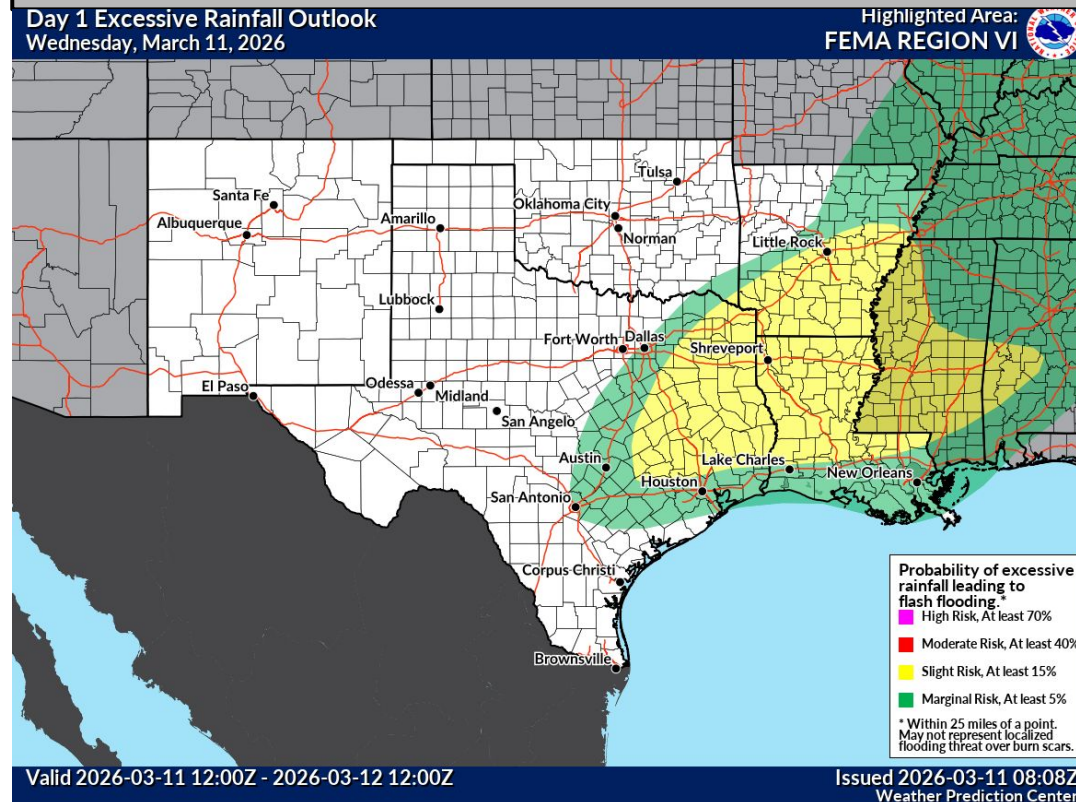 Day 1 Excessive Rainfall Outlook
Wednesday, March 11, 2026
Highlighted Area:
FEMA REGION VI
Tulsa
Santa Fe
Oklahoma City
Albuquerque
Amarillo
Norman
Little Rock
Lubbock
Fort Worth
Dallas
Shreveport
El Paso
Odessa
Midland
San Angelo
Austin
Lake Charles
New Orleans
Houston
San Antonio
Corpus Christi
Brownsville
Probability of excessive
rainfall leading to
flash flooding.*
High Risk, At least 70%
Moderate Risk, At least 40%
Slight Risk, At least 15%
Marginal Risk, At least 5%
* Within 25 miles of a point.
May not represent localized
flooding threat over burn scars.
Valid 2026-03-11 12:00Z - 2026-03-12 12:00Z
Issued 2026-03-11 08:08Z
Weather Prediction Center